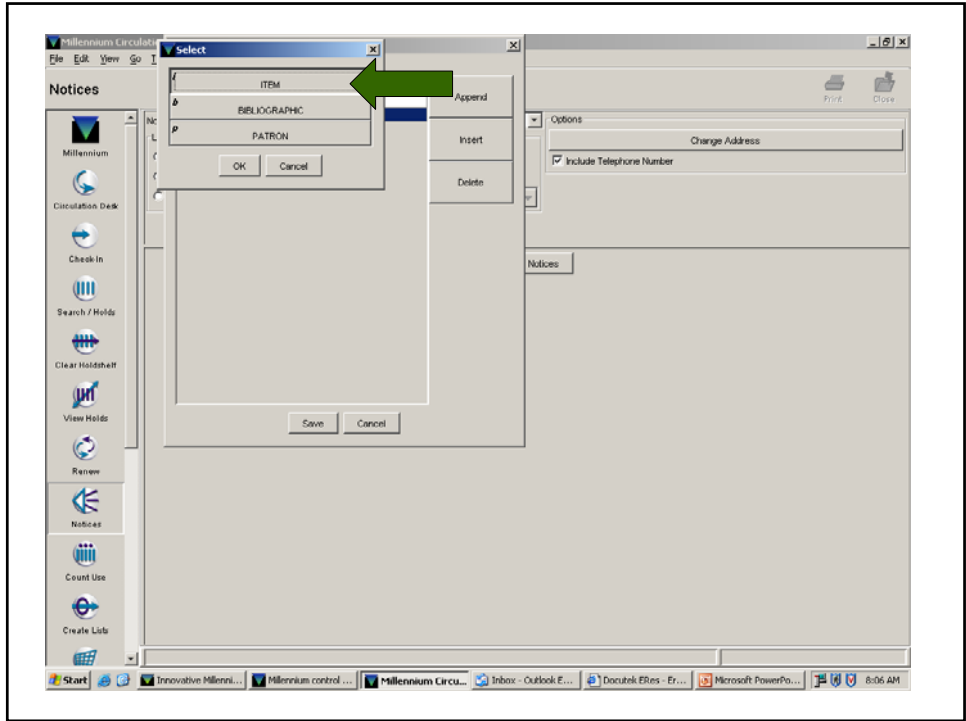 Millennium Circulati
File Edit View Go T
Select
Notices
i
ITEM
b
BIBLIOGRAPHIC
p
PATRON
OK Cancel
Append
Insert
Delete
Print Close
Options
Change Address
Include Telephone Number
Notices
Save Cancel
Millennium
Circulation Desk
Check-In
Search / Holds
Clear Holdshelf
View Holds
Renew
Notices
Count Use
Create Lists
Start Innovative Millenni... Millennium control ... Millennium Circu... Inbox - Outlook E... Docutek ERes - Er... Microsoft PowerPo... 8:06 AM